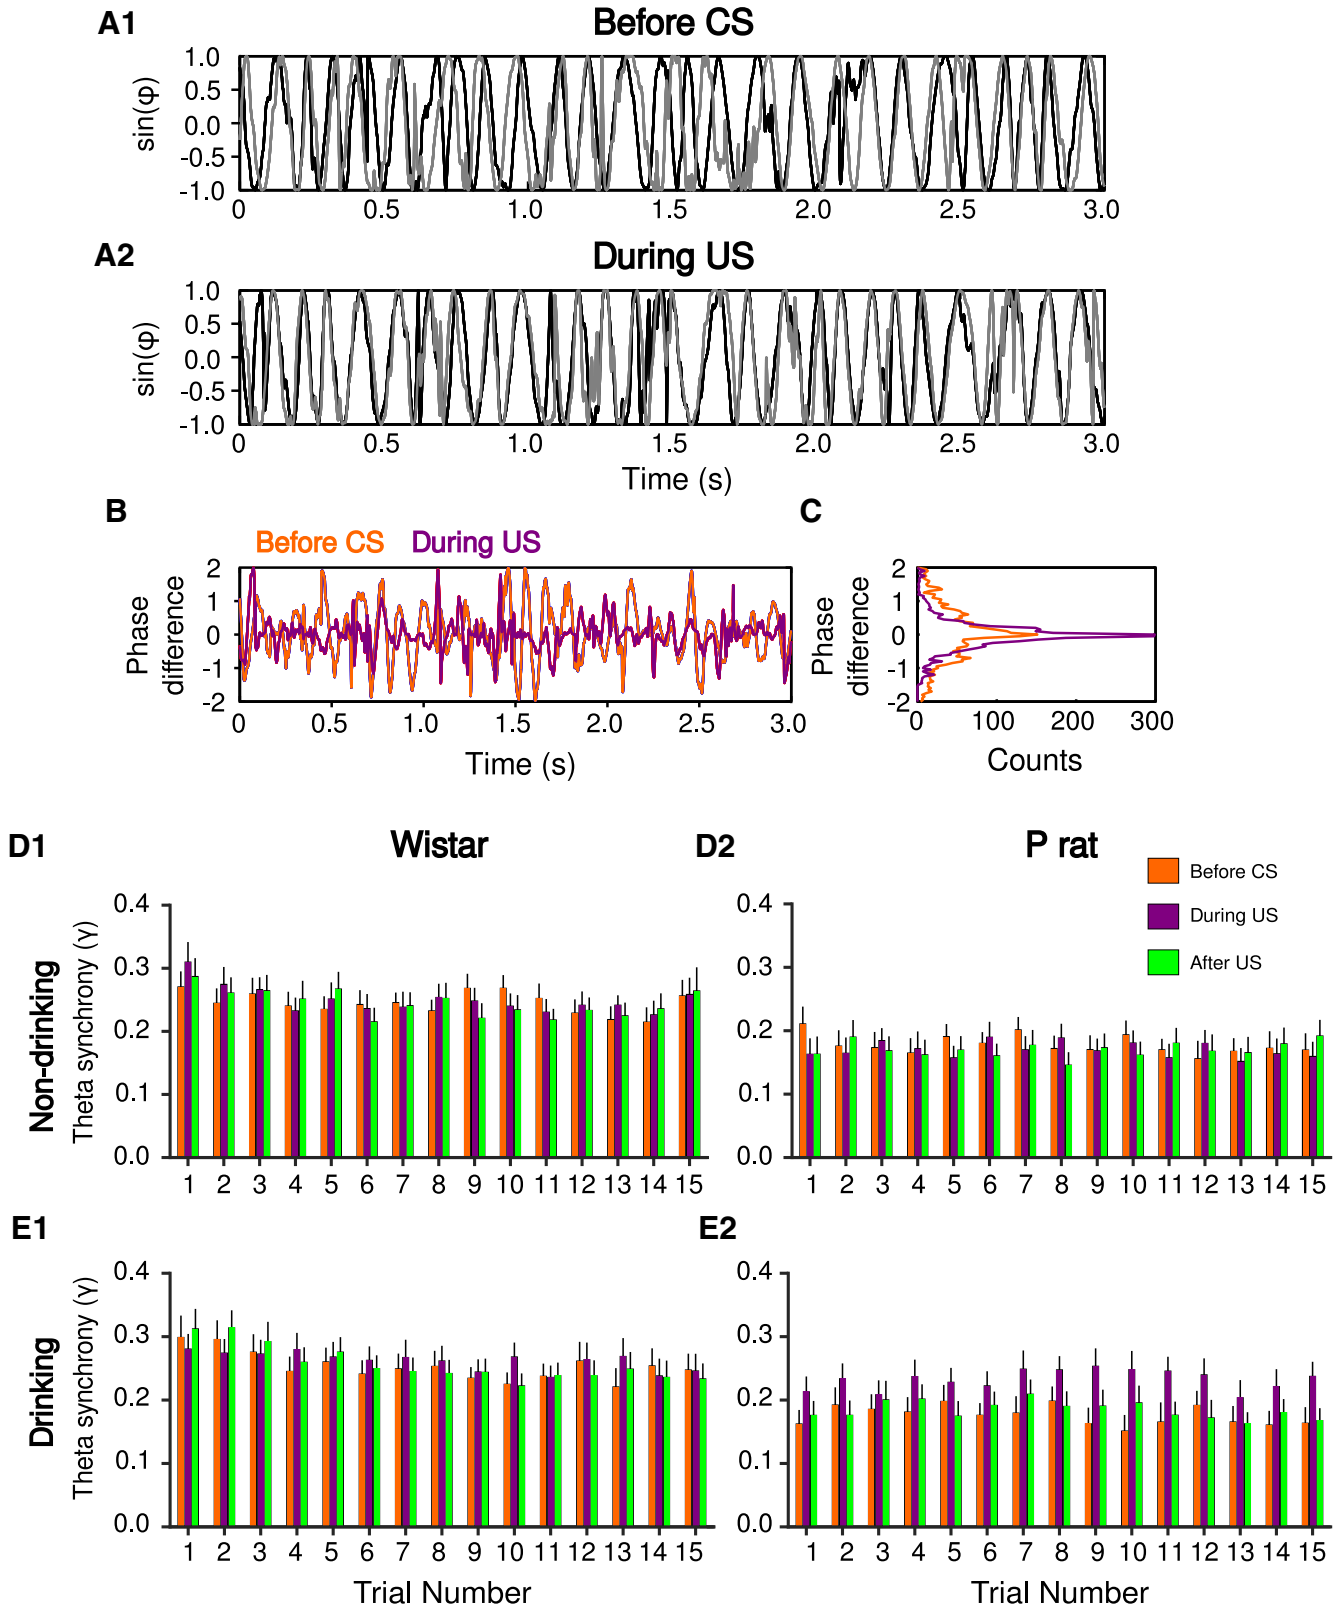 A1 Before CS
sin(φ)
1.0
0.5
0.0
-0.5
-1.0
0 0.5 1.0 1.5 2.0 2.5 3.0
A2 During US
sin(φ)
1.0
0.5
0.0
-0.5
-1.0
0 0.5 1.0 1.5 2.0 2.5 3.0
Time (s)
B
Before CS During US
Phase
difference
2
1
0
-1
-2
0 0.5 1.0 1.5 2.0 2.5 3.0
Time (s)
C
Phase
difference
2
1
0
-1
-2
0 100 200 300
Counts
D1 Wistar
Non-drinking
Theta synchrony (γ)
0.4
0.3
0.2
0.1
0.0
1 2 3 4 5 6 7 8 9 10 11 12 13 14 15
D2 P rat
Before CS
During US
After US
0.4
0.3
0.2
0.1
0.0
1 2 3 4 5 6 7 8 9 10 11 12 13 14 15
E1
Drinking
Theta synchrony (γ)
0.4
0.3
0.2
0.1
0.0
1 2 3 4 5 6 7 8 9 10 11 12 13 14 15
Trial Number
E2
0.4
0.3
0.2
0.1
0.0
1 2 3 4 5 6 7 8 9 10 11 12 13 14 15
Trial Number